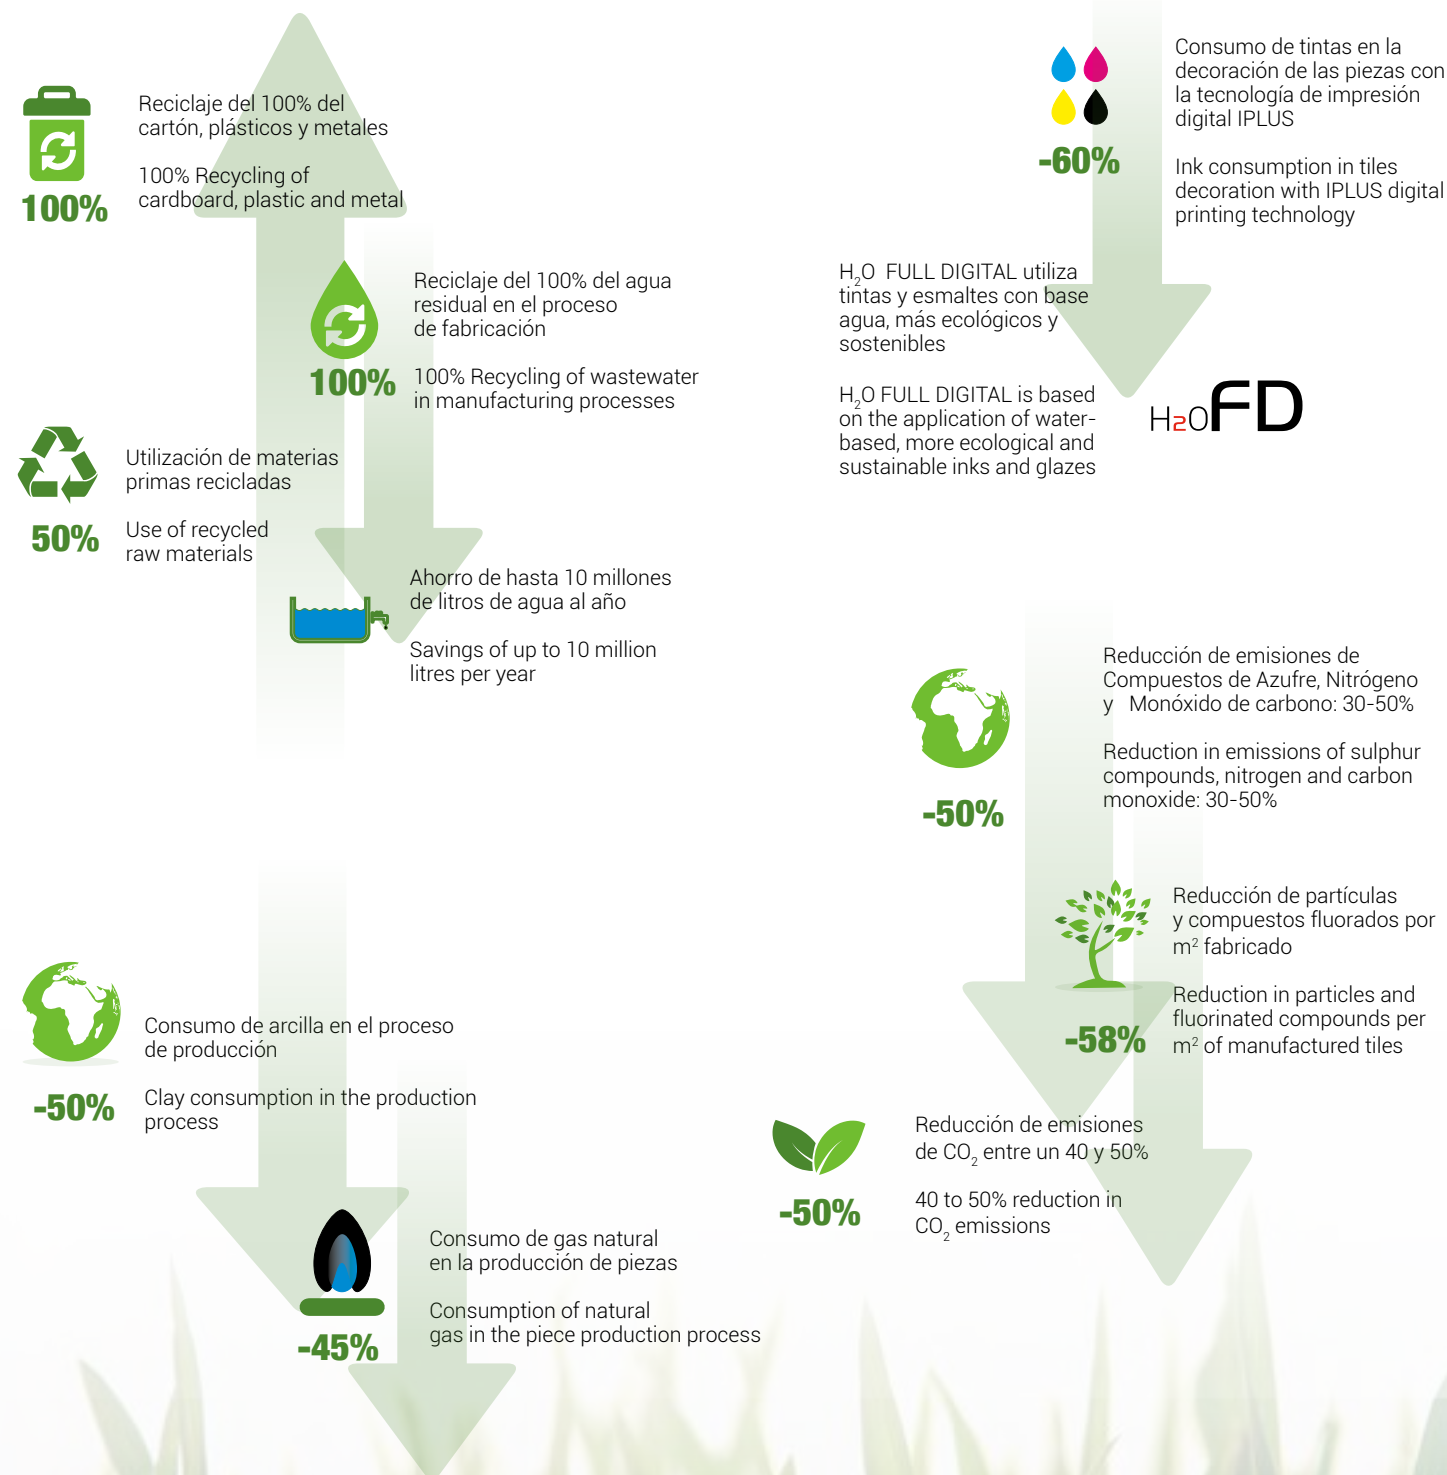 Reciclaje del 100% del
cartón, plásticos y metales
100% Recycling of
cardboard, plastic and metal
100%
Reciclaje del 100% del agua
residual en el proceso
de fabricación
100% Recycling of wastewater
in manufacturing processes
100%
Utilización de materias
primas recicladas
Use of recycled
raw materials
50%
Ahorro de hasta 10 millones
de litros de agua al año
Savings of up to 10 million
litres per year
Consumo de arcilla en el proceso
de producción
Clay consumption in the production
process
-50%
Consumo de gas natural
en la producción de piezas
Consumption of natural
gas in the piece production process
-45%
Consumo de tintas en la
decoración de las piezas con
la tecnología de impresión
digital IPLUS
Ink consumption in tiles
decoration with IPLUS digital
printing technology
-60%
H₂O FULL DIGITAL utiliza
tintas y esmaltes con base
agua, más ecológicos y
sostenibles
H₂O FULL DIGITAL is based
on the application of water-
based, more ecological and
sustainable inks and glazes
H2OFD
Reducción de emisiones de
Compuestos de Azufre, Nitrógeno
y Monóxido de carbono: 30-50%
Reduction in emissions of sulphur
compounds, nitrogen and carbon
monoxide: 30-50%
-50%
Reducción de partículas
y compuestos fluorados por
m² fabricado
Reduction in particles and
fluorinated compounds per
m² of manufactured tiles
-58%
Reducción de emisiones
de CO₂ entre un 40 y 50%
40 to 50% reduction in
CO₂ emissions
-50%